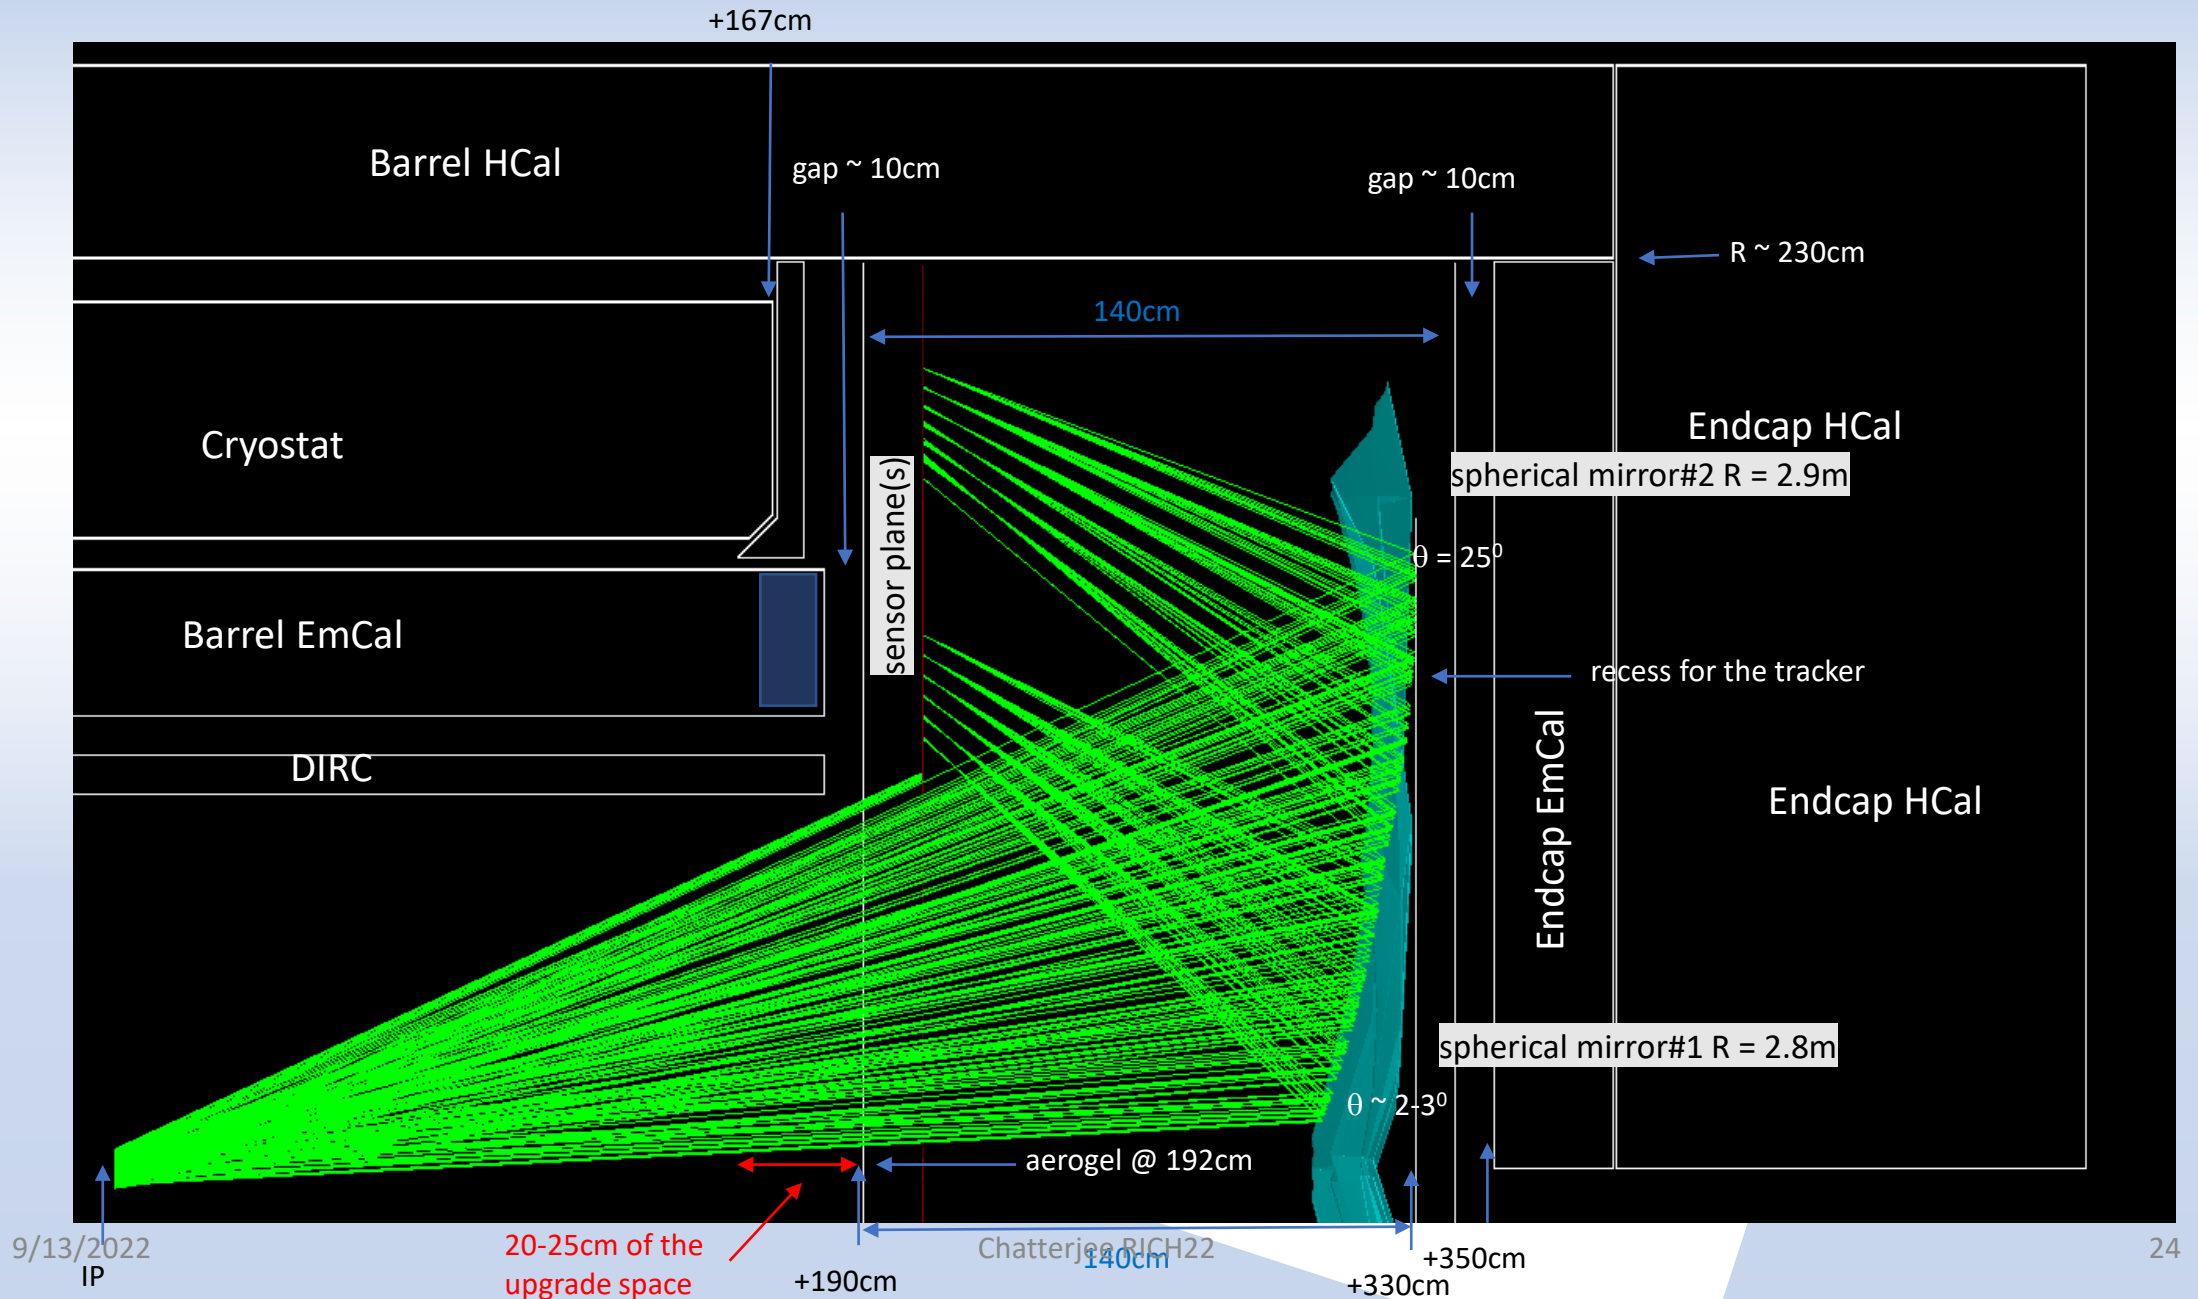 +167cm
Barrel HCal
gap ~ 10cm
gap ~ 10cm
R ~ 230cm
140cm
Cryostat
Endcap HCal
spherical mirror#2 R = 2.9m
sensor plane(s)
θ = 25⁰
Barrel EmCal
recess for the tracker
DIRC
Endcap EmCal
Endcap HCal
spherical mirror#1 R = 2.8m
θ ~ 2-3⁰
aerogel @ 192cm
9/13/2022
IP
20-25cm of the
upgrade space
+190cm
Chatterjee RICH22
140cm
+330cm
+350cm
24